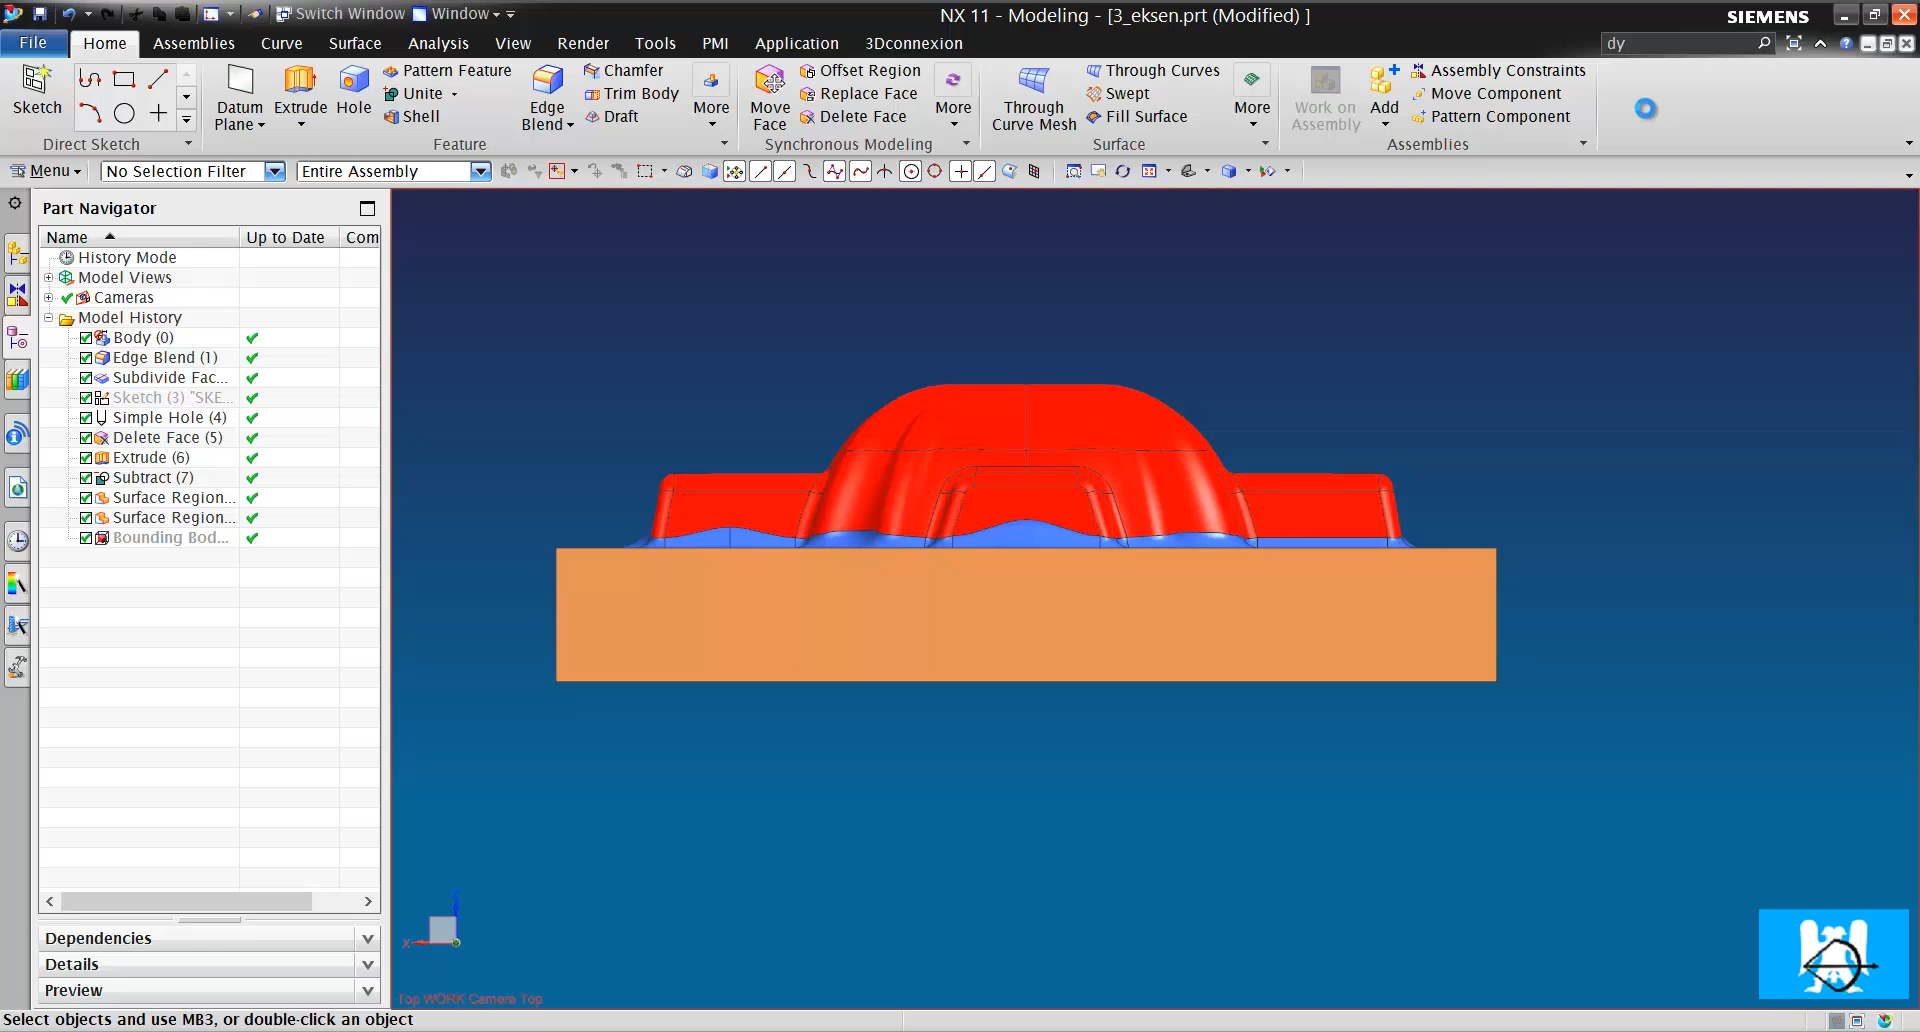 Switch Window Window NX 11 - Modeling - [3_eksen.prt (Modified) ] SIEMENS
File Home Assemblies Curve Surface Analysis View Render Tools PMI Application 3Dconnexion dy
Sketch Datum Plane Extrude Hole Pattern Feature Unite Shell Edge Blend Chamfer Trim Body Draft More Move Face Offset Region Replace Face Delete Face More Through Curve Mesh Through Curves Swept Fill Surface More Work on Assembly Add Assembly Constraints Move Component Pattern Component
Direct Sketch Feature Synchronous Modeling Surface Assemblies
Menu No Selection Filter Entire Assembly
Part Navigator
Name Up to Date Com
History Mode
Model Views
Cameras
Model History
Body (0)
Edge Blend (1)
Subdivide Fac...
Sketch (3) "SKE...
Simple Hole (4)
Delete Face (5)
Extrude (6)
Subtract (7)
Surface Region...
Surface Region...
Bounding Bod...
Dependencies
Details
Preview
X
Top WORK Camera Top
Select objects and use MB3, or double-click an object